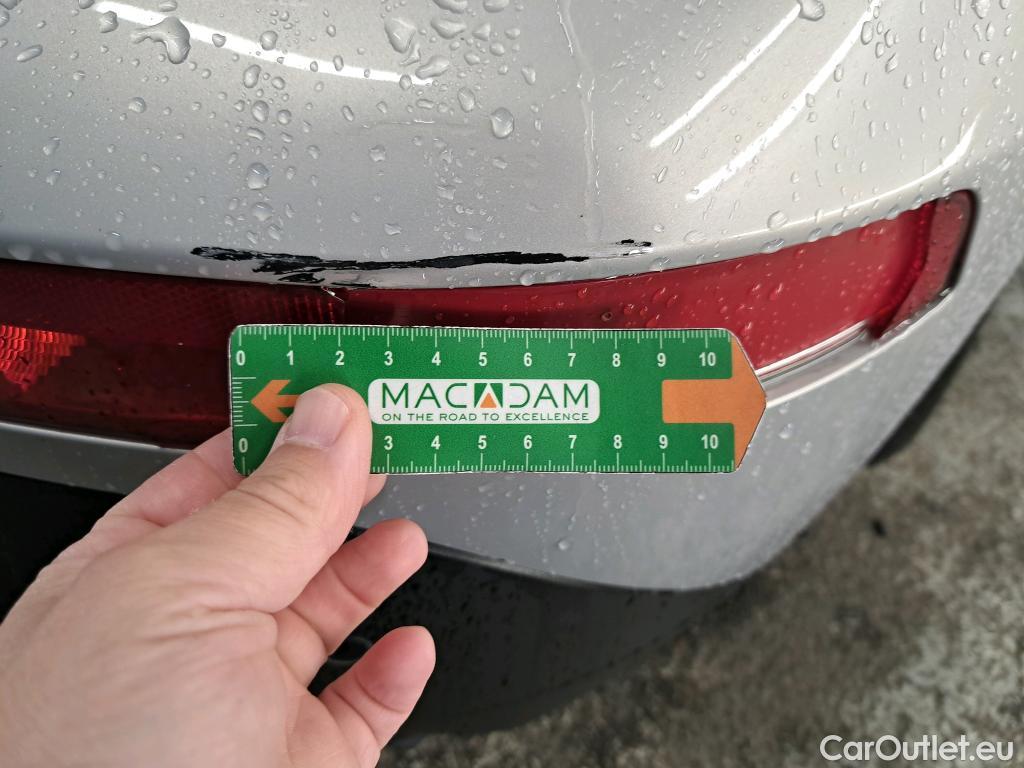 0 1 2 3 4 5 6 7 8 9 10
MACADAM
ON THE ROAD TO EXCELLENCE
0 3 4 5 6 7 8 9 10
CarOutlet.eu